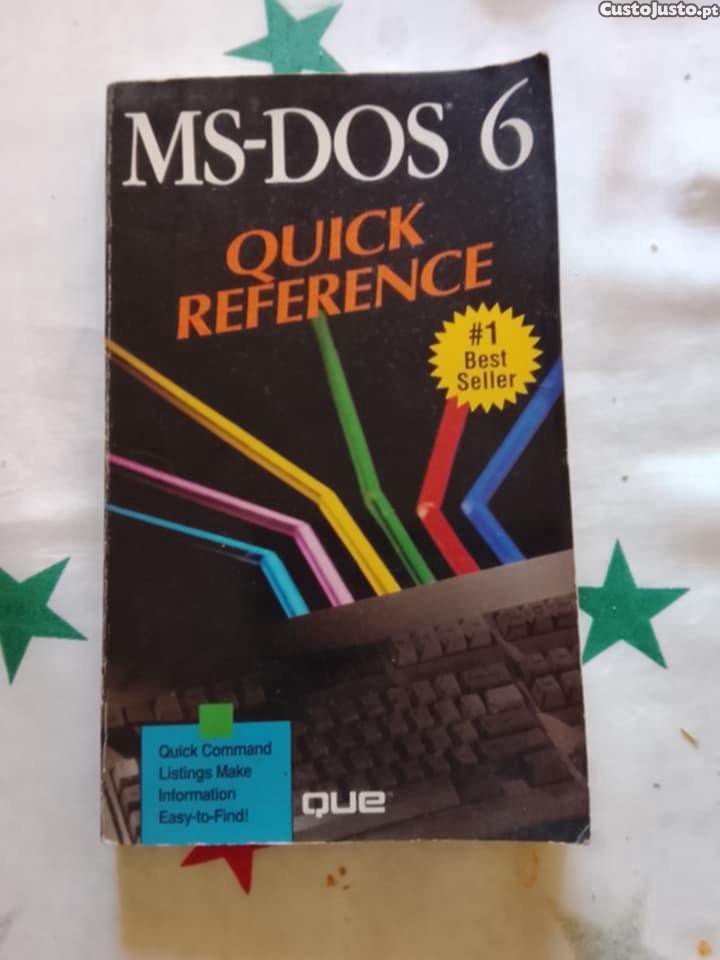 CustoJusto.pt
MS-DOS® 6
QUICK
REFERENCE
#1
Best
Seller
Quick Command
Listings Make
Information
Easy-to-Find!
QUE®